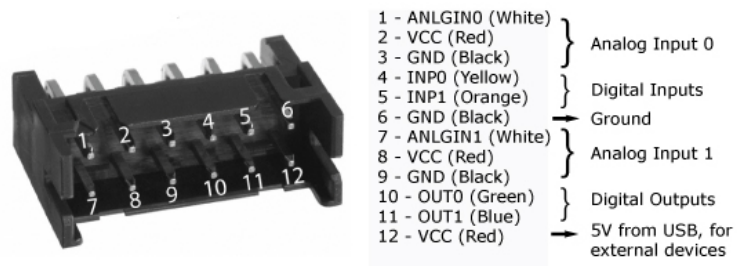 1 2 3 4 5 6
7 8 9 10 11 12
1 - ANLGIN0 (White)
2 - VCC (Red)
3 - GND (Black)
Analog Input 0
4 - INP0 (Yellow)
5 - INP1 (Orange)
Digital Inputs
6 - GND (Black)
Ground
7 - ANLGIN1 (White)
8 - VCC (Red)
9 - GND (Black)
Analog Input 1
10 - OUT0 (Green)
11 - OUT1 (Blue)
Digital Outputs
12 - VCC (Red)
5V from USB, for
external devices